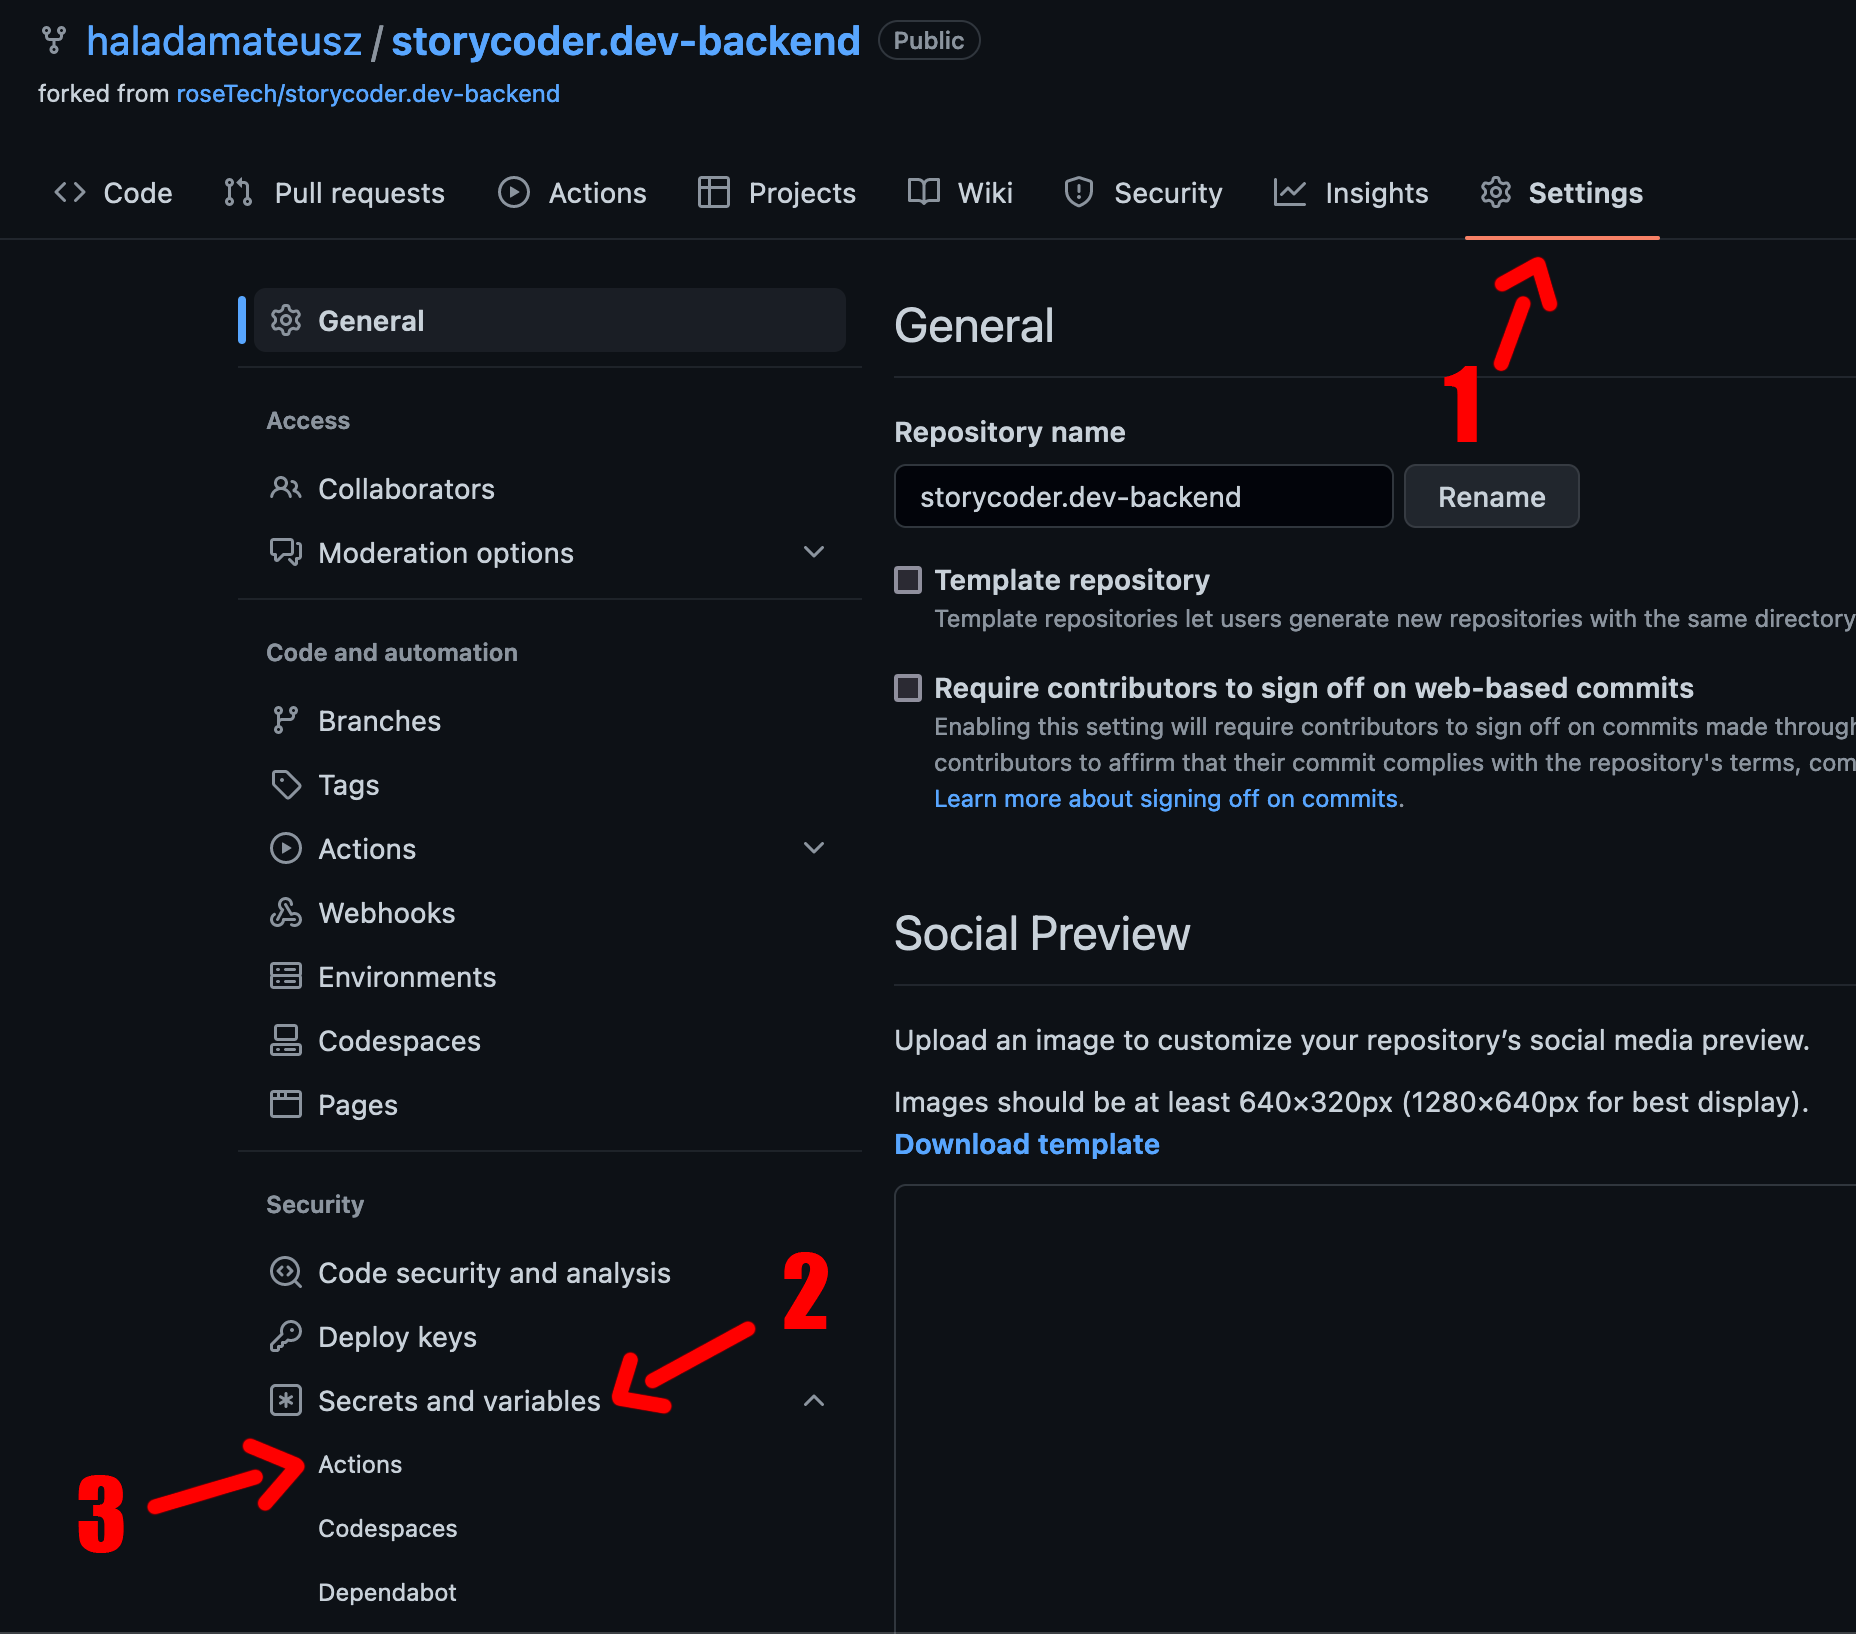 haladamateusz / storycoder.dev-backend Public
forked from roseTech/storycoder.dev-backend
Code Pull requests Actions Projects Wiki Security Insights Settings
1
General
Access
Collaborators
Moderation options
Code and automation
Branches
Tags
Actions
Webhooks
Environments
Codespaces
Pages
Security
Code security and analysis
2
Deploy keys
Secrets and variables
3
Actions
Codespaces
Dependabot
General
Repository name
storycoder.dev-backend Rename
Template repository
Template repositories let users generate new repositories with the same directory
Require contributors to sign off on web-based commits
Enabling this setting will require contributors to sign off on commits made through
contributors to affirm that their commit complies with the repository's terms, com
Learn more about signing off on commits.
Social Preview
Upload an image to customize your repository’s social media preview.
Images should be at least 640×320px (1280×640px for best display).
Download template